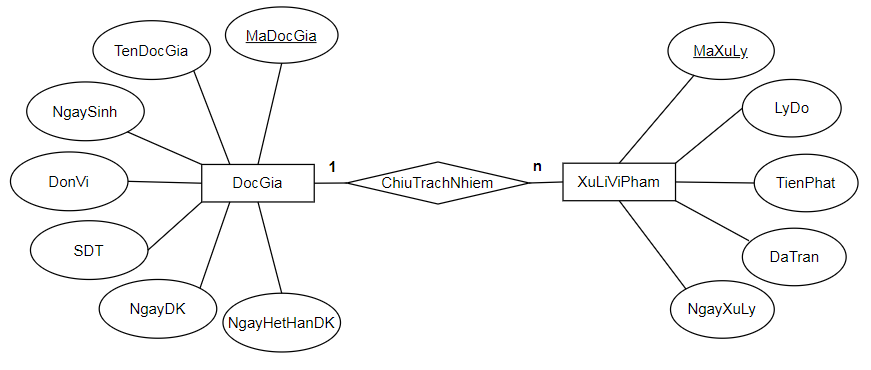 MaDocGia
TenDocGia
NgaySinh
DonVi
SDT
NgayDK
NgayHetHanDK
DocGia
1
ChiuTrachNhiem
n
XuLiViPham
MaXuLy
LyDo
TienPhat
DaTran
NgayXuLy